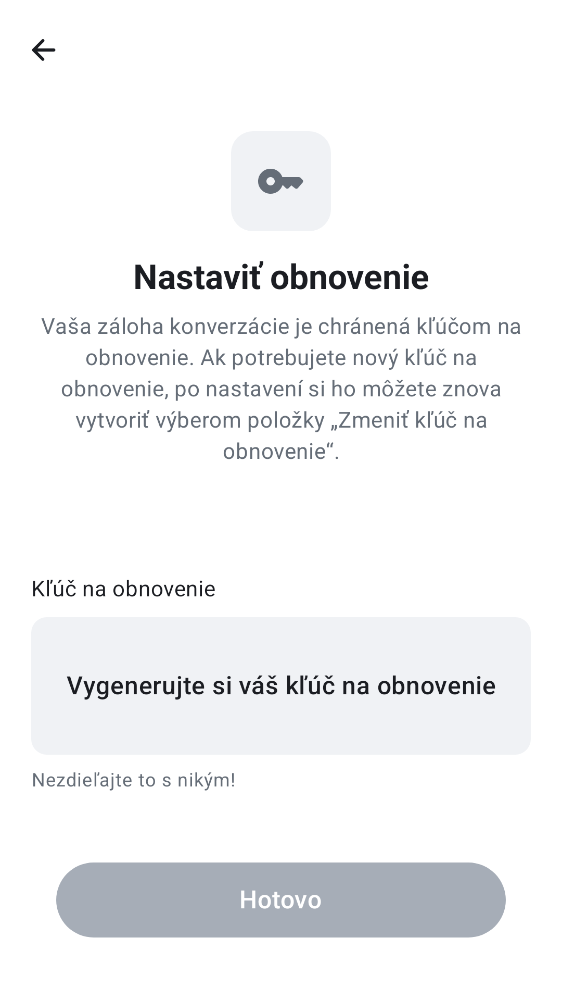 Nastaviť obnovenie
Vaša záloha konverzácie je chránená kľúčom na
obnovenie. Ak potrebujete nový kľúč na
obnovenie, po nastavení si ho môžete znova
vytvoriť výberom položky „Zmeniť kľúč na
obnovenie“.
Kľúč na obnovenie
Vygenerujte si váš kľúč na obnovenie
Nezdieľajte to s nikým!
Hotovo